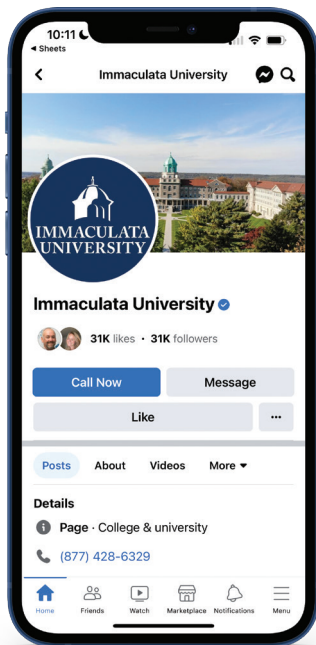 10:11
◀ Sheets
Immaculata University
IMMACULATA
UNIVERSITY
Immaculata University
31K likes • 31K followers
Call Now Message
Like ...
Posts About Videos More ▼
Details
Page · College & university
(877) 428-6329
Home Friends Watch Marketplace Notifications Menu